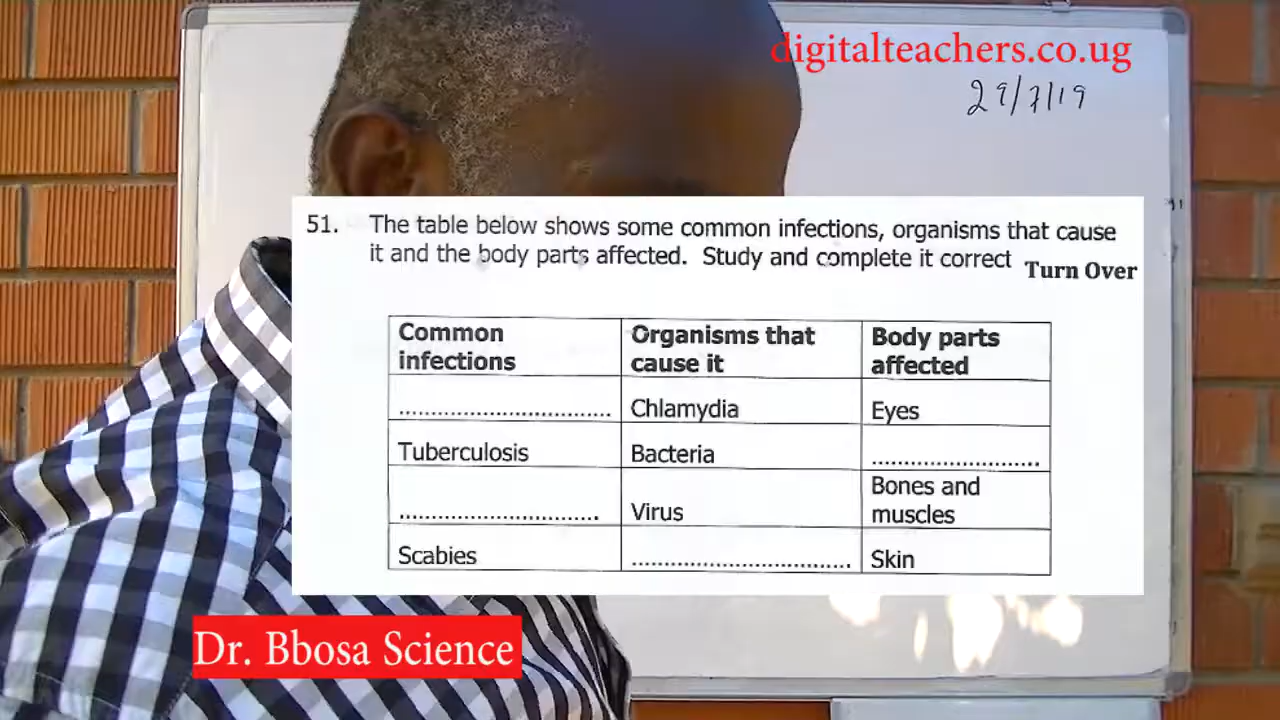 digitalteachers.co.ug
29/7/19
51. The table below shows some common infections, organisms that cause
it and the body parts affected. Study and complete it correct
Turn Over
Common infections
Organisms that cause it
Body parts affected
.................................
Chlamydia
Eyes
Tuberculosis
Bacteria
..........................
...............................
Virus
Bones and muscles
Scabies
..................................
Skin
Dr. Bbosa Science